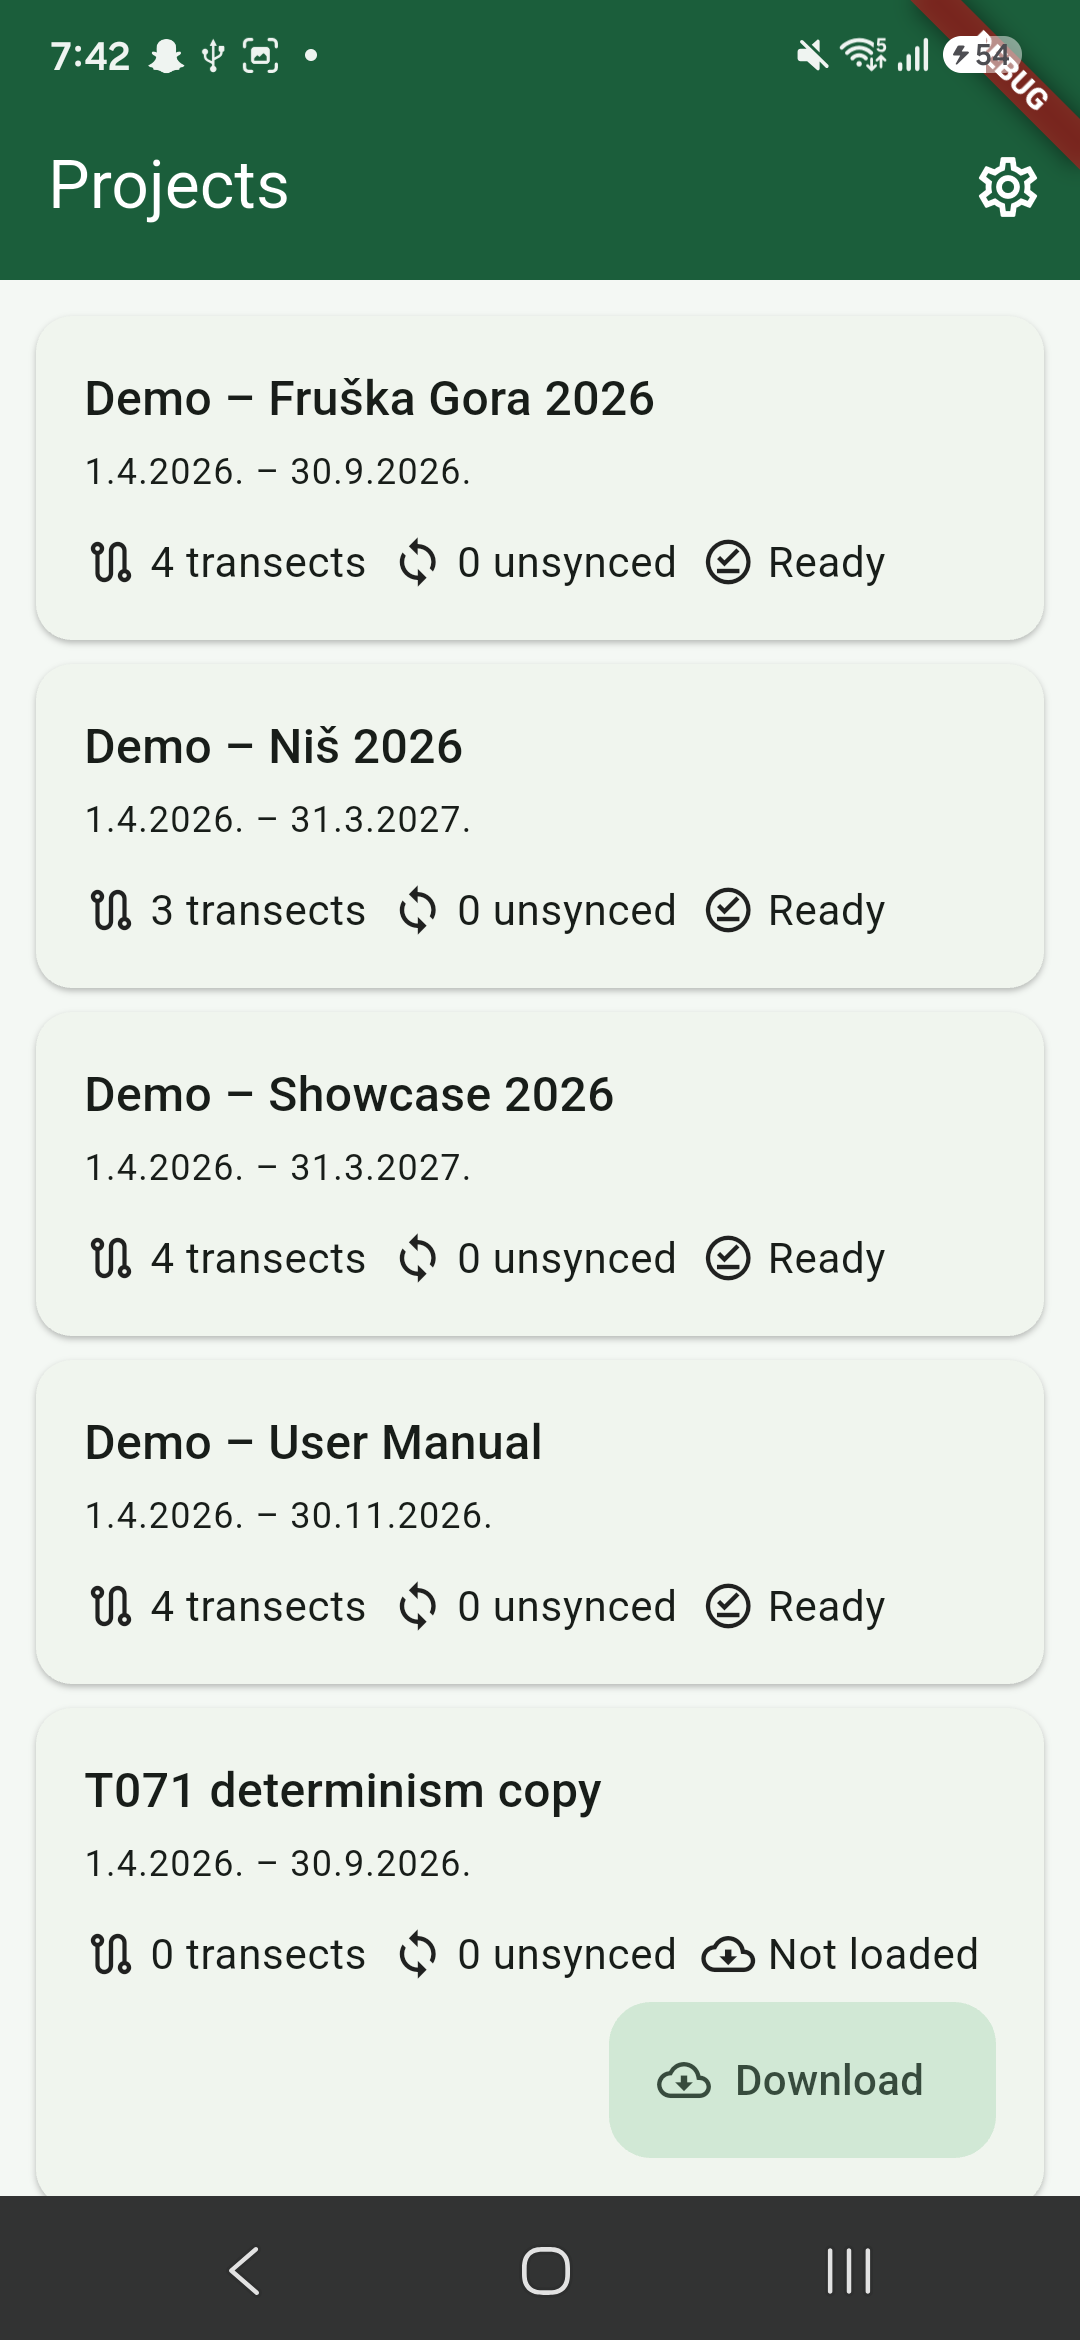 7:42
5
54
BUG
Projects
Demo – Fruška Gora 2026
1.4.2026. – 30.9.2026.
4 transects 0 unsynced Ready
Demo – Niš 2026
1.4.2026. – 31.3.2027.
3 transects 0 unsynced Ready
Demo – Showcase 2026
1.4.2026. – 31.3.2027.
4 transects 0 unsynced Ready
Demo – User Manual
1.4.2026. – 30.11.2026.
4 transects 0 unsynced Ready
T071 determinism copy
1.4.2026. – 30.9.2026.
0 transects 0 unsynced Not loaded
Download